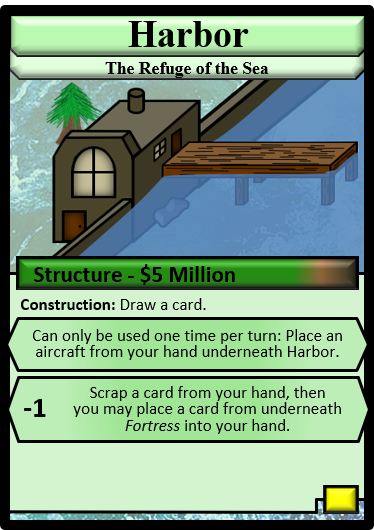 Harbor
The Refuge of the Sea
Structure - $5 Million
Construction: Draw a card.
Can only be used one time per turn: Place an
aircraft from your hand underneath Harbor.
-1
Scrap a card from your hand, then
you may place a card from underneath
Fortress into your hand.